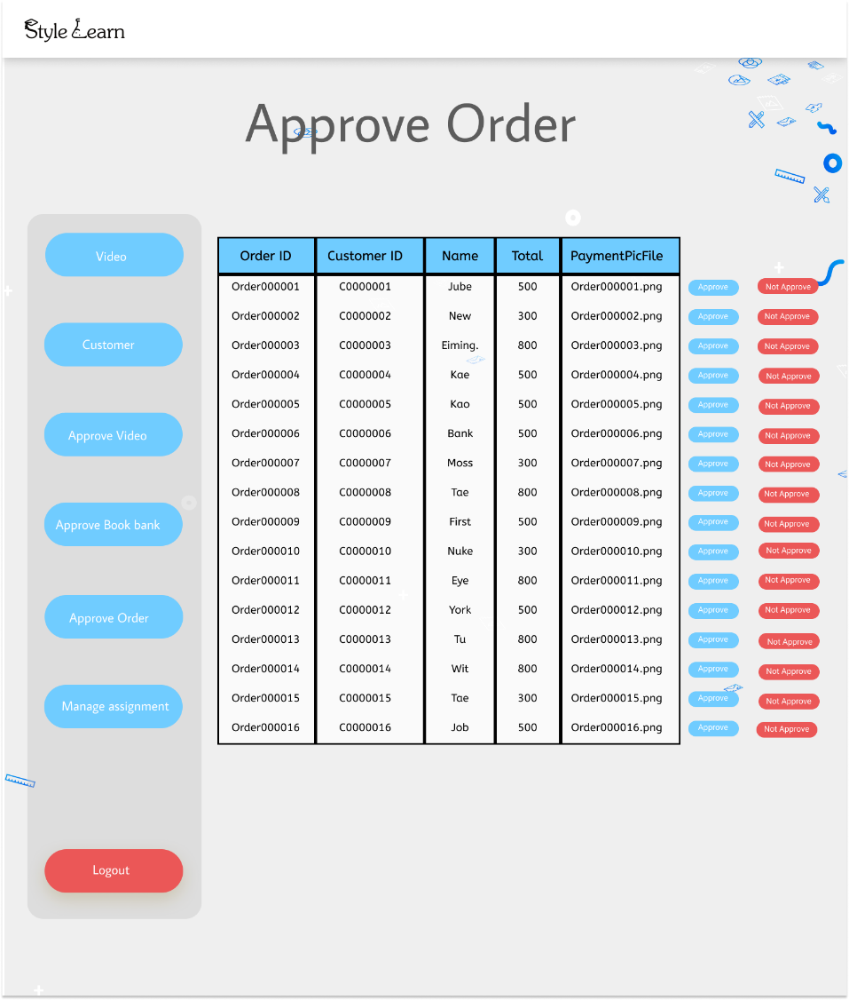 Style Learn
Approve Order
Video
Customer
Approve Video
Approve Book bank
Approve Order
Manage assignment
Logout
Order ID Customer ID Name Total PaymentPicFile
Order000001 C0000001 Jube 500 Order000001.png Approve Not Approve
Order000002 C0000002 New 300 Order000002.png Approve Not Approve
Order000003 C0000003 Eiming. 800 Order000003.png Approve Not Approve
Order000004 C0000004 Kae 500 Order000004.png Approve Not Approve
Order000005 C0000005 Kao 500 Order000005.png Approve Not Approve
Order000006 C0000006 Bank 500 Order000006.png Approve Not Approve
Order000007 C0000007 Moss 300 Order000007.png Approve Not Approve
Order000008 C0000008 Tae 800 Order000008.png Approve Not Approve
Order000009 C0000009 First 500 Order000009.png Approve Not Approve
Order000010 C0000010 Nuke 300 Order000010.png Approve Not Approve
Order000011 C0000011 Eye 800 Order000011.png Approve Not Approve
Order000012 C0000012 York 500 Order000012.png Approve Not Approve
Order000013 C0000013 Tu 800 Order000013.png Approve Not Approve
Order000014 C0000014 Wit 800 Order000014.png Approve Not Approve
Order000015 C0000015 Tae 300 Order000015.png Approve Not Approve
Order000016 C0000016 Job 500 Order000016.png Approve Not Approve